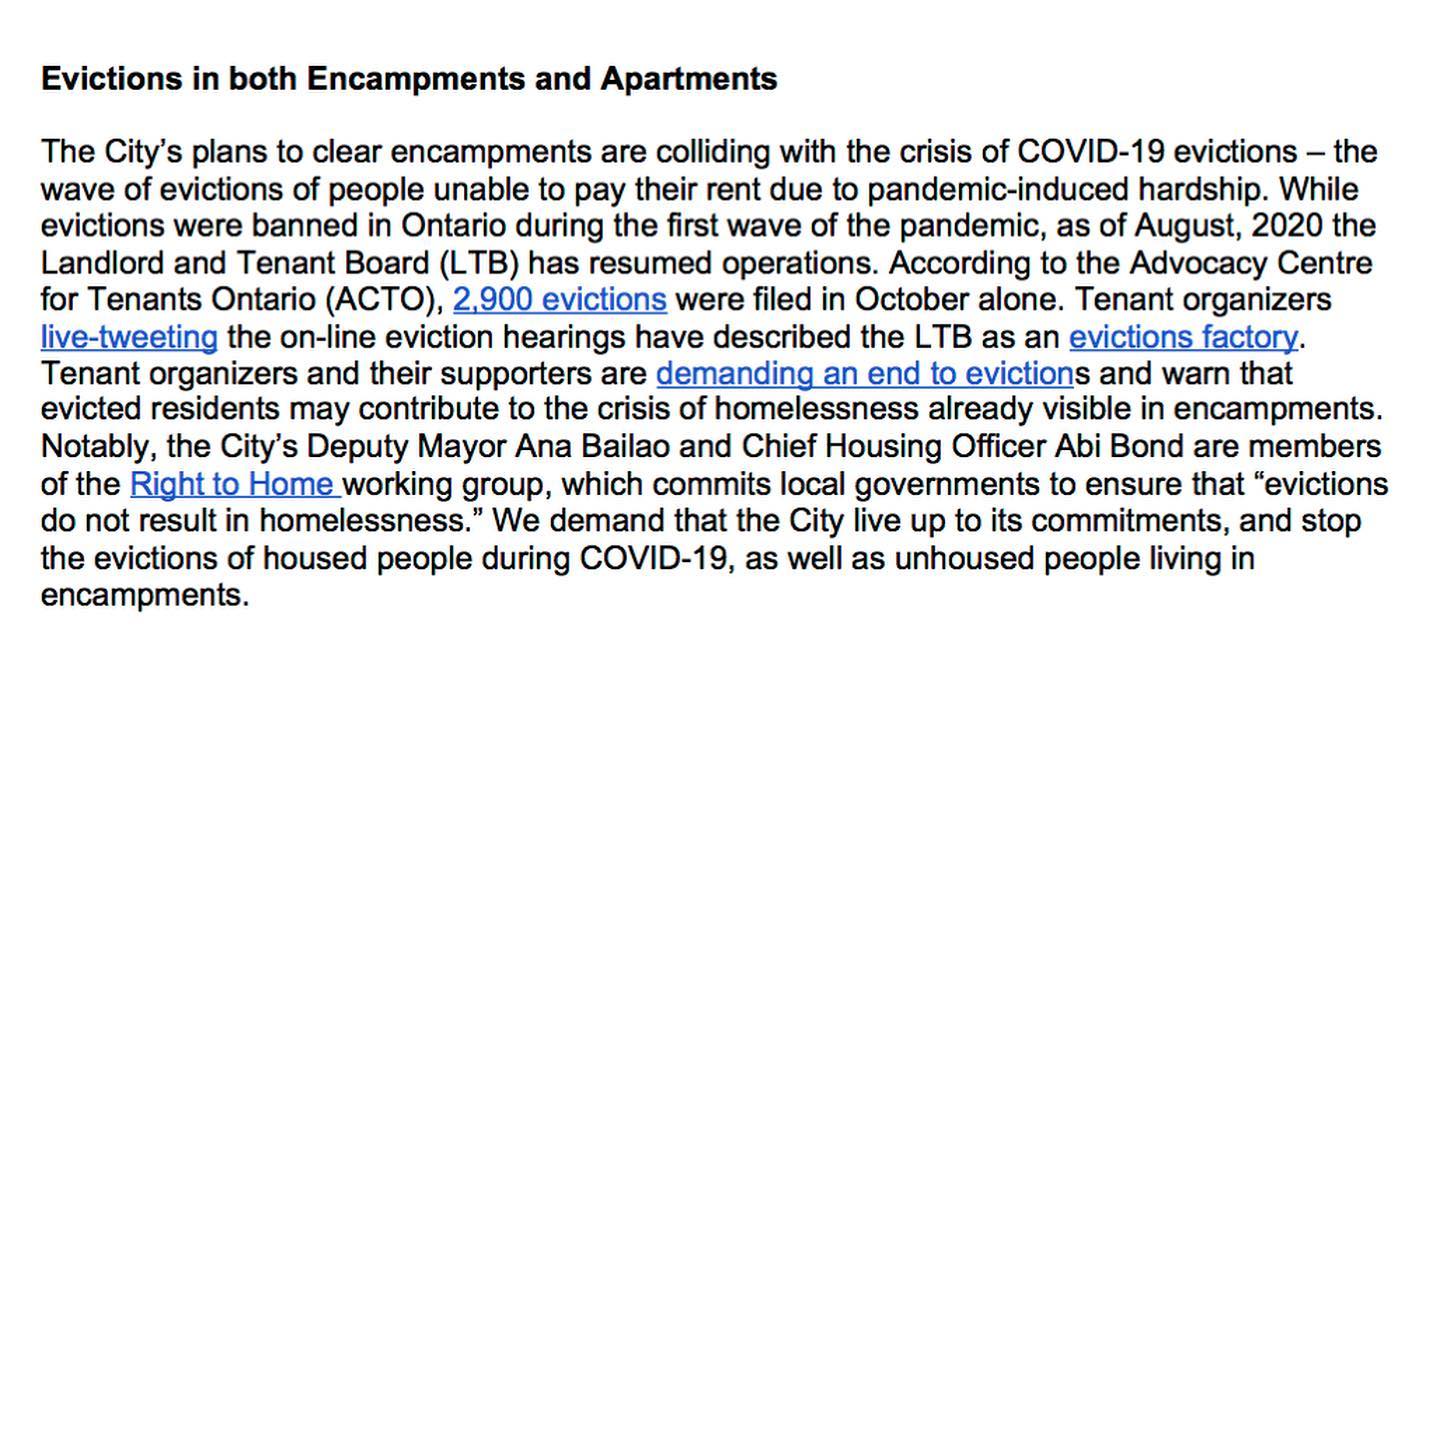 Evictions in both Encampments and Apartments
The City’s plans to clear encampments are colliding with the crisis of COVID-19 evictions – the
wave of evictions of people unable to pay their rent due to pandemic-induced hardship. While
evictions were banned in Ontario during the first wave of the pandemic, as of August, 2020 the
Landlord and Tenant Board (LTB) has resumed operations. According to the Advocacy Centre
for Tenants Ontario (ACTO), 2,900 evictions were filed in October alone. Tenant organizers
live-tweeting the on-line eviction hearings have described the LTB as an evictions factory.
Tenant organizers and their supporters are demanding an end to evictions and warn that
evicted residents may contribute to the crisis of homelessness already visible in encampments.
Notably, the City’s Deputy Mayor Ana Bailao and Chief Housing Officer Abi Bond are members
of the Right to Home working group, which commits local governments to ensure that “evictions
do not result in homelessness.” We demand that the City live up to its commitments, and stop
the evictions of housed people during COVID-19, as well as unhoused people living in
encampments.